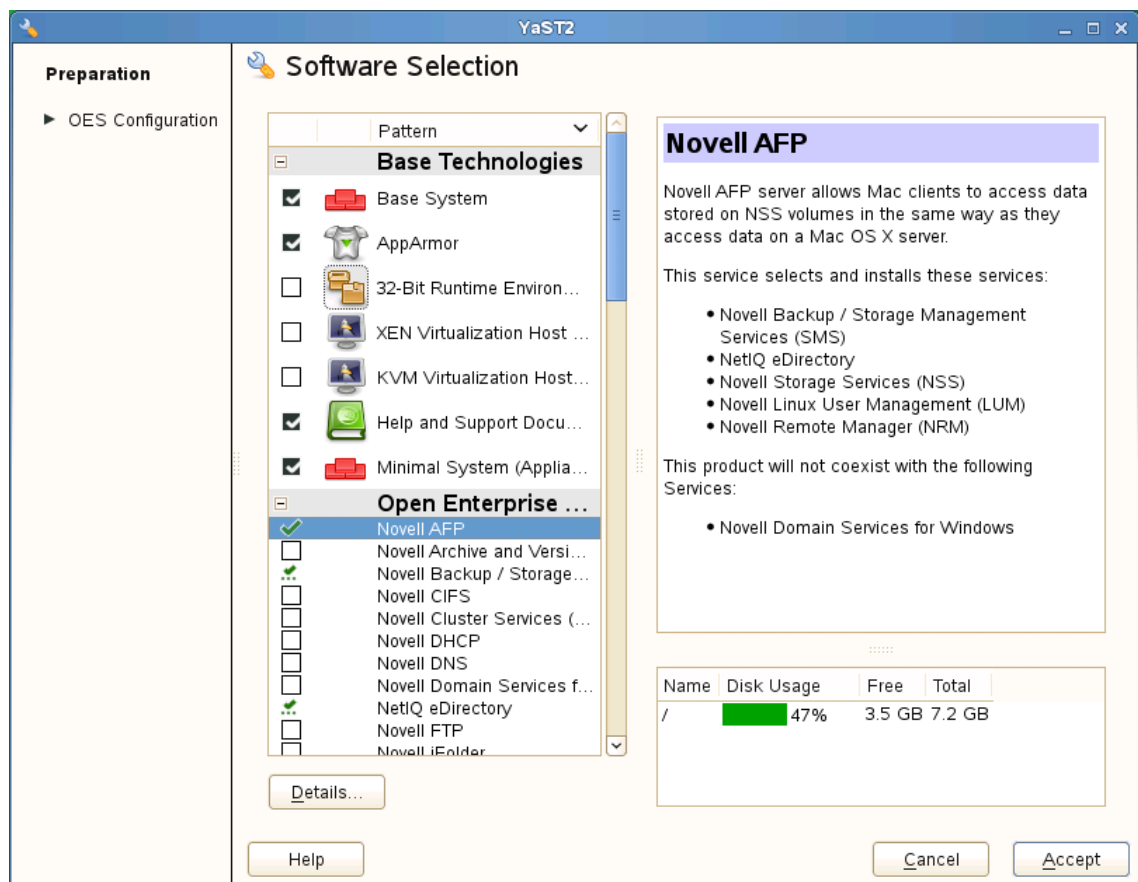 YaST2
Preparation
OES Configuration
Software Selection
Pattern
Base Technologies
Base System
AppArmor
32-Bit Runtime Environ...
XEN Virtualization Host ...
KVM Virtualization Host...
Help and Support Docu...
Minimal System (Applia...
Open Enterprise ...
Novell AFP
Novell Archive and Versi...
Novell Backup / Storage...
Novell CIFS
Novell Cluster Services (...
Novell DHCP
Novell DNS
Novell Domain Services f...
NetIQ eDirectory
Novell FTP
Novell iFolder
Details...
Novell AFP
Novell AFP server allows Mac clients to access data
stored on NSS volumes in the same way as they
access data on a Mac OS X server.
This service selects and installs these services:
• Novell Backup / Storage Management
Services (SMS)
• NetIQ eDirectory
• Novell Storage Services (NSS)
• Novell Linux User Management (LUM)
• Novell Remote Manager (NRM)
This product will not coexist with the following
Services:
• Novell Domain Services for Windows
Name Disk Usage Free Total
/ 47% 3.5 GB 7.2 GB
Help
Cancel
Accept